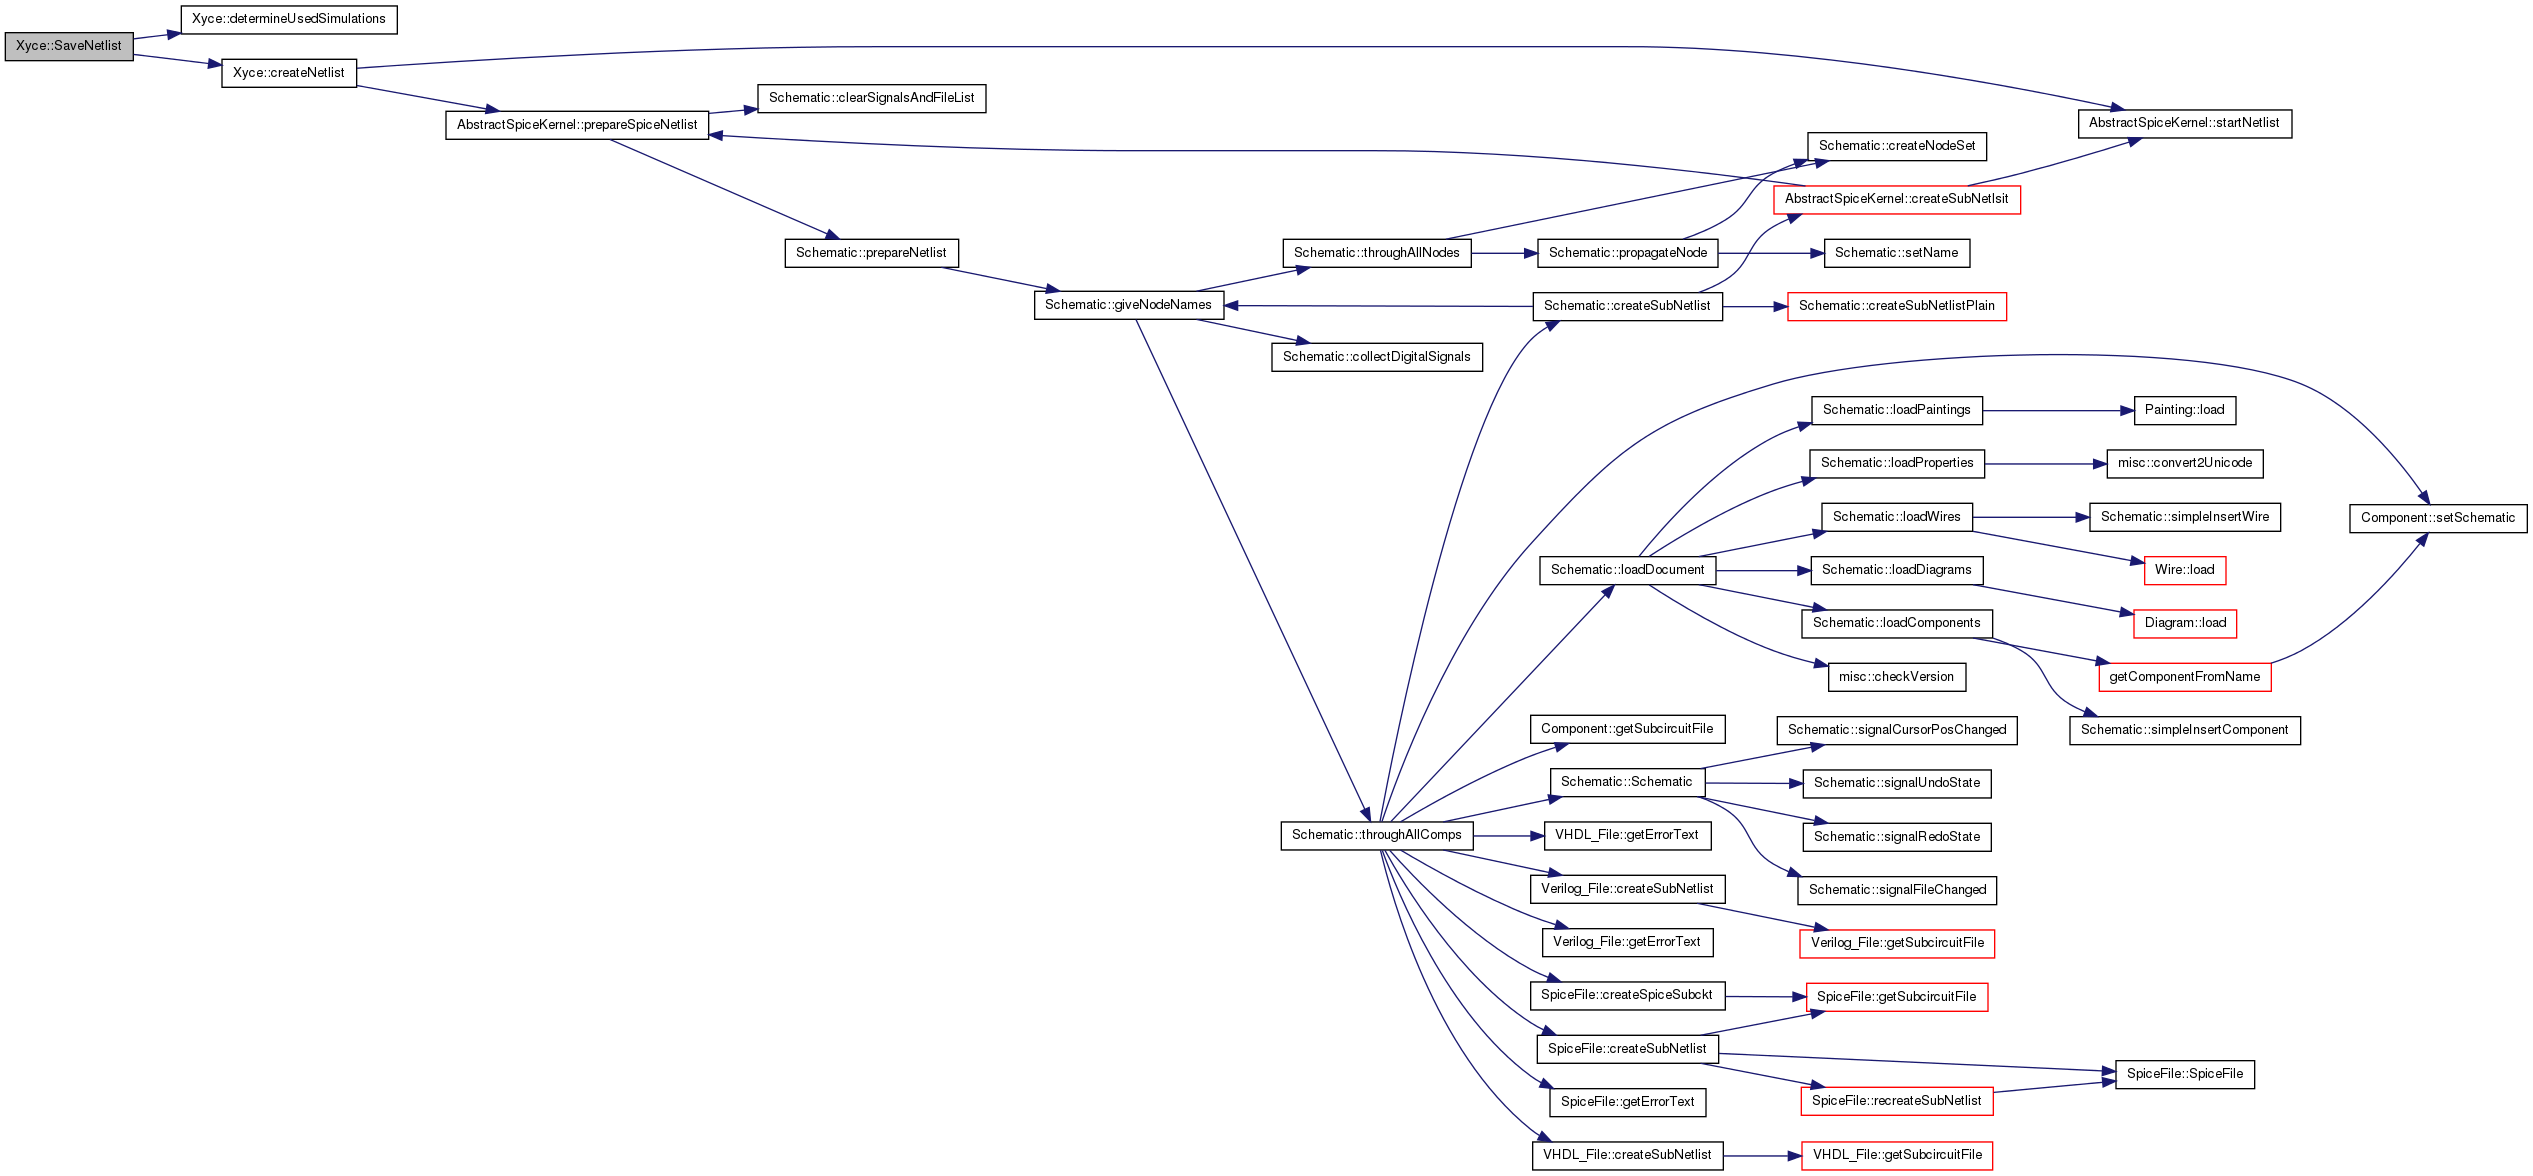 Xyce::SaveNetlist
Xyce::determineUsedSimulations
Xyce::createNetlist
AbstractSpiceKernel::prepareSpiceNetlist
Schematic::clearSignalsAndFileList
Schematic::prepareNetlist
Schematic::giveNodeNames
Schematic::throughAllNodes
Schematic::collectDigitalSignals
Schematic::throughAllComps
Schematic::createNodeSet
AbstractSpiceKernel::createSubNetlsit
AbstractSpiceKernel::startNetlist
Schematic::propagateNode
Schematic::setName
Schematic::createSubNetlist
Schematic::createSubNetlistPlain
Schematic::loadDocument
Schematic::loadPaintings
Painting::load
Schematic::loadProperties
misc::convert2Unicode
Schematic::loadWires
Schematic::simpleInsertWire
Wire::load
Schematic::loadDiagrams
Diagram::load
Schematic::loadComponents
getComponentFromName
Schematic::simpleInsertComponent
misc::checkVersion
Component::setSchematic
Component::getSubcircuitFile
Schematic::Schematic
Schematic::signalCursorPosChanged
Schematic::signalUndoState
Schematic::signalRedoState
Schematic::signalFileChanged
VHDL_File::getErrorText
Verilog_File::createSubNetlist
Verilog_File::getSubcircuitFile
Verilog_File::getErrorText
SpiceFile::createSpiceSubckt
SpiceFile::getSubcircuitFile
SpiceFile::createSubNetlist
SpiceFile::SpiceFile
SpiceFile::recreateSubNetlist
SpiceFile::getErrorText
VHDL_File::createSubNetlist
VHDL_File::getSubcircuitFile